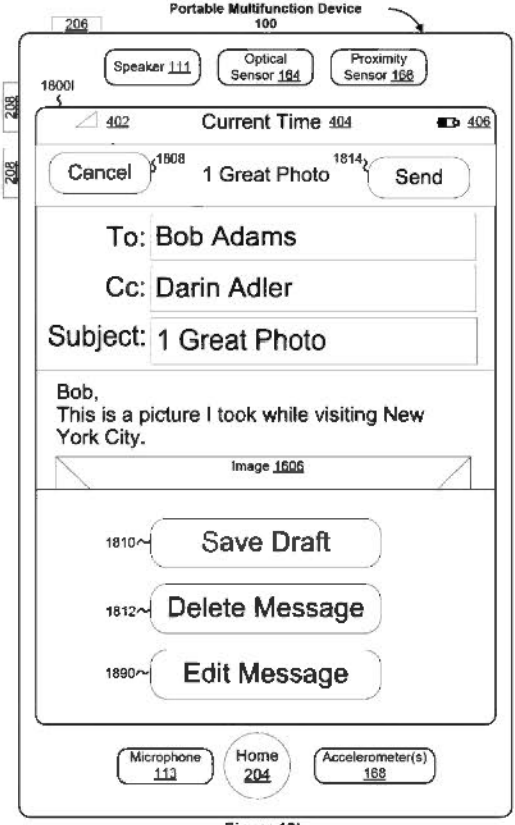 Portable Multifunction Device
100
206
Speaker 111
Optical
Sensor 164
Proximity
Sensor 166
1800I
208
402
Current Time 404
406
208
Cancel
1808
1 Great Photo
1814
Send
To: Bob Adams
Cc: Darin Adler
Subject: 1 Great Photo
Bob,
This is a picture I took while visiting New
York City.
Image 1606
1810
Save Draft
1812
Delete Message
1890
Edit Message
Microphone
113
Home
204
Accelerometer(s)
168